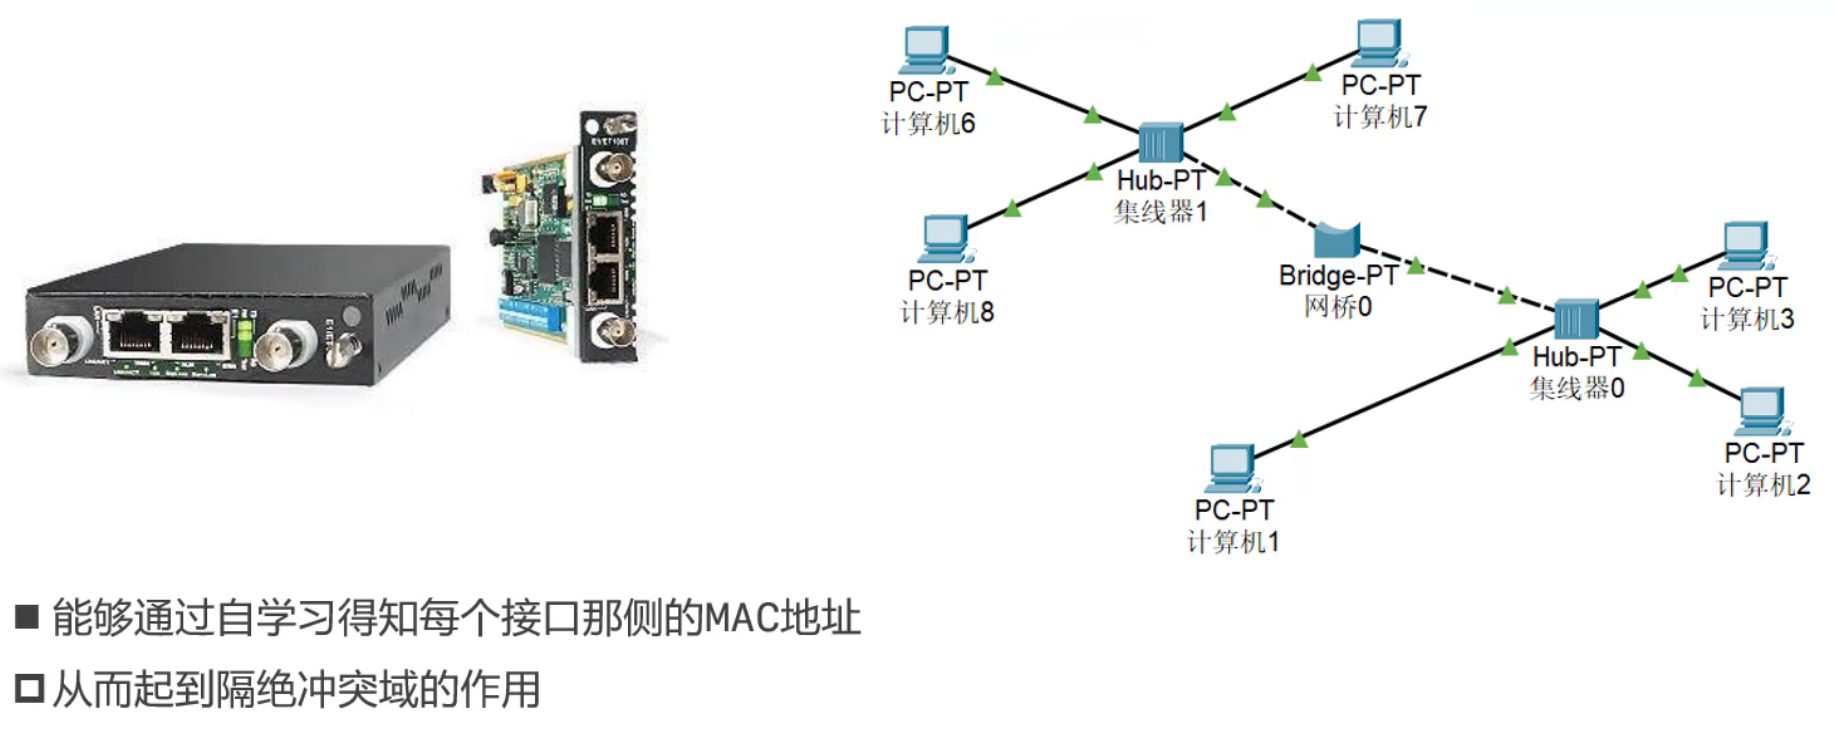 PC-PT
计算机6
PC-PT
计算机7
Hub-PT
集线器1
PC-PT
计算机8
Bridge-PT
网桥0
PC-PT
计算机3
Hub-PT
集线器0
PC-PT
计算机2
PC-PT
计算机1
能够通过自学习得知每个接口那侧的MAC地址
从而起到隔绝冲突域的作用